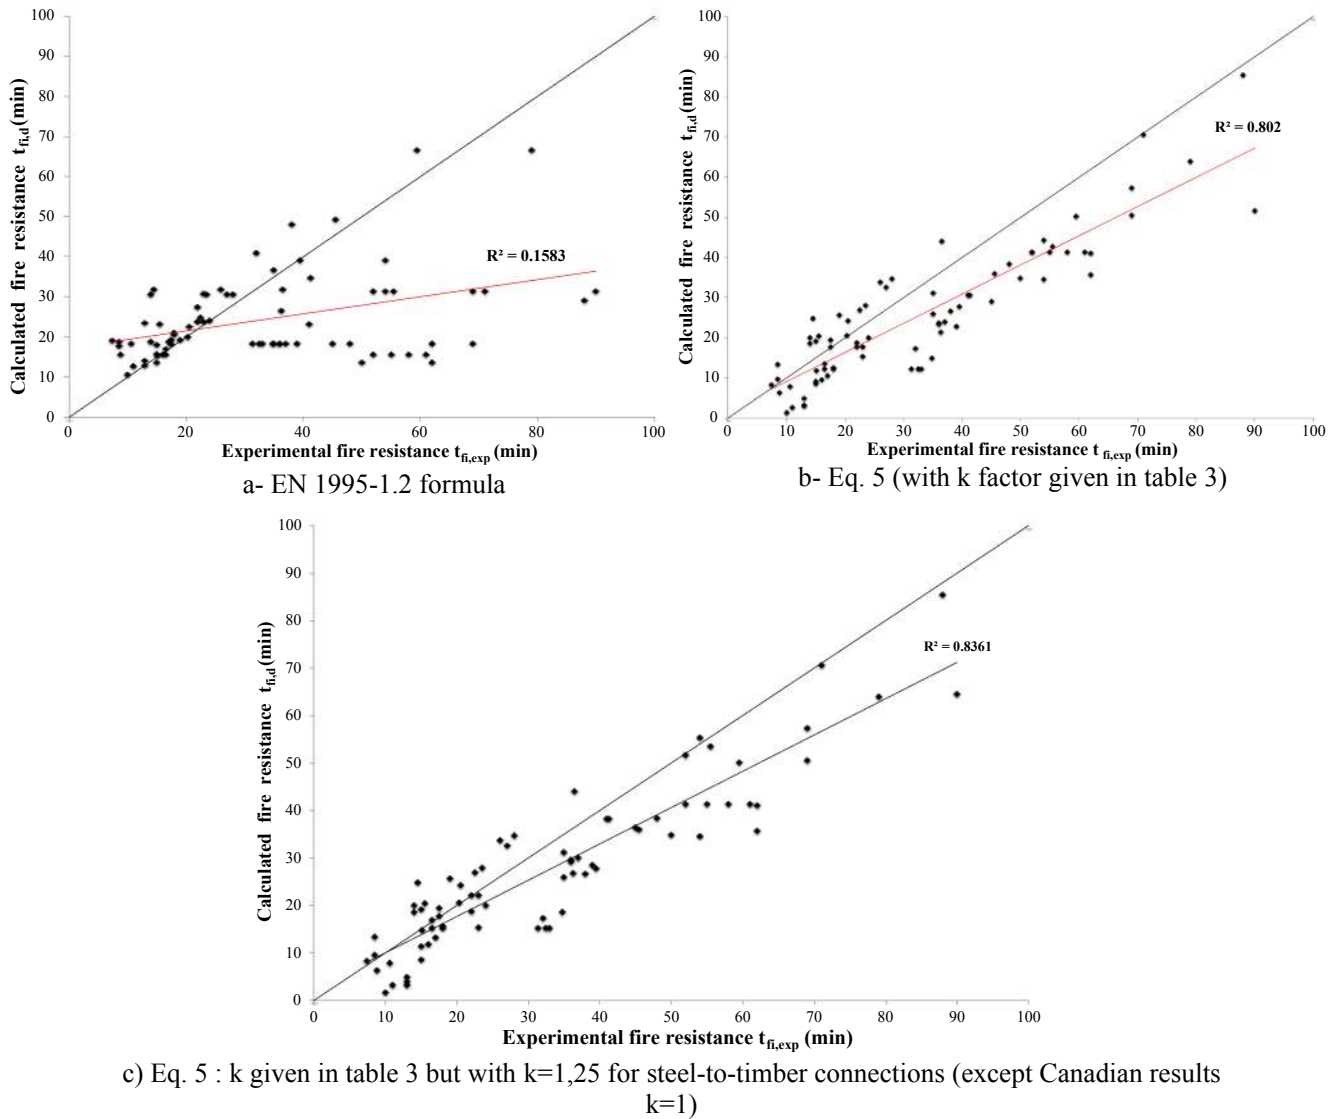 100
90
80
70
60
50
40
30
20
10
0
Calculated fire resistance tfi,d(min)
R² = 0.1583
0 20 40 60 80 100
Experimental fire resistance tfi,exp (min)
a- EN 1995-1.2 formula
100
90
80
70
60
50
40
30
20
10
0
Calculated fire resistance tfi,d(min)
R² = 0.802
0 10 20 30 40 50 60 70 80 90 100
Experimental fire resistance t fi,exp (min)
b- Eq. 5 (with k factor given in table 3)
100
90
80
70
60
50
40
30
20
10
0
Calculated fire resistance tfi,d(min)
R² = 0.8361
0 10 20 30 40 50 60 70 80 90 100
Experimental fire resistance tfi,exp (min)
c) Eq. 5 : k given in table 3 but with k=1,25 for steel-to-timber connections (except Canadian results
k=1)